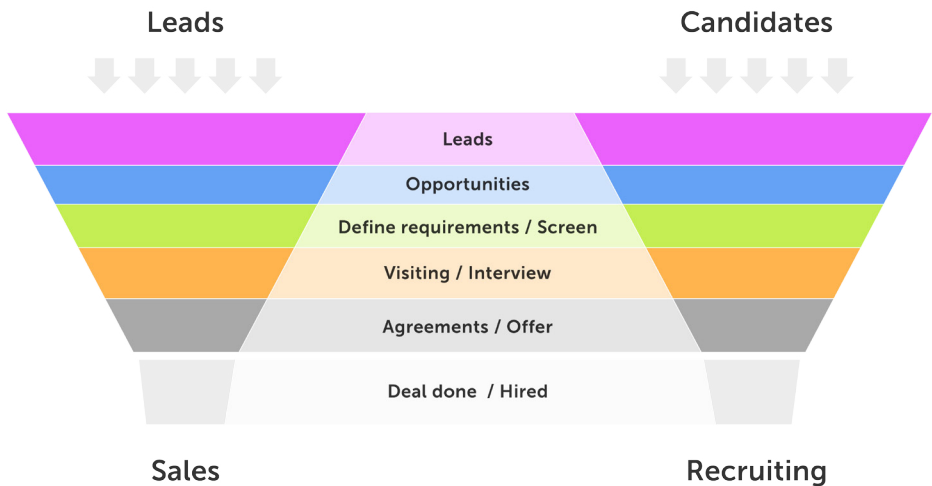 Leads
Candidates
Leads
Opportunities
Define requirements / Screen
Visiting / Interview
Agreements / Offer
Deal done  / Hired
Sales
Recruiting